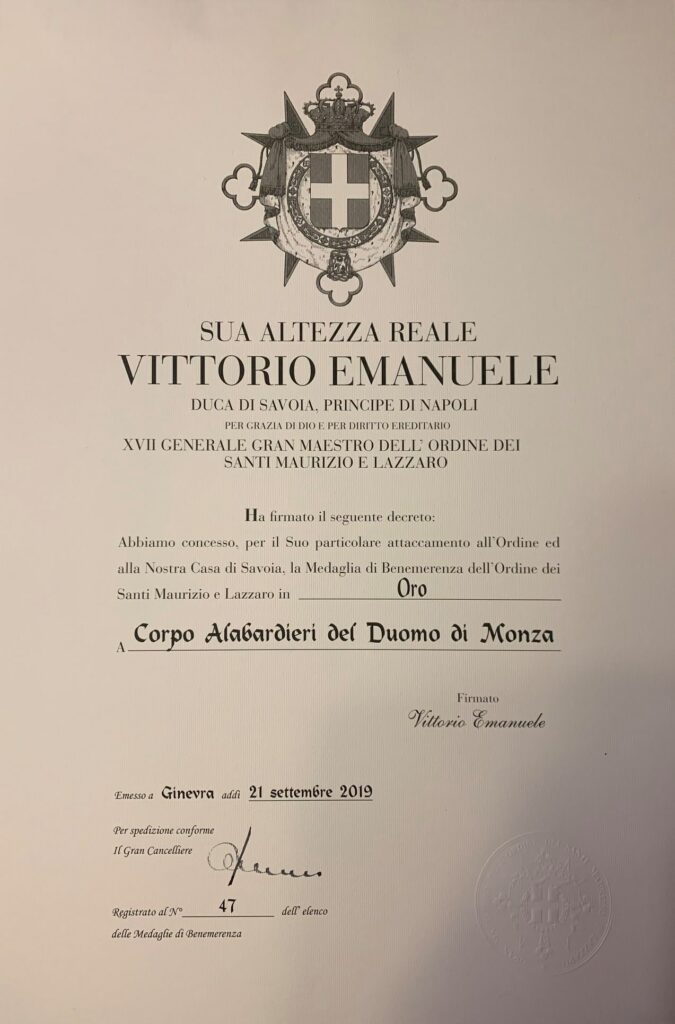 SUA ALTEZZA REALE
VITTORIO EMANUELE
DUCA DI SAVOIA, PRINCIPE DI NAPOLI
PER GRAZIA DI DIO E PER DIRITTO EREDITARIO
XVII GENERALE GRAN MAESTRO DELL' ORDINE DEI
SANTI MAURIZIO E LAZZARO
Ha firmato il seguente decreto:
Abbiamo concesso, per il Suo particolare attaccamento all'Ordine ed
alla Nostra Casa di Savoia, la Medaglia di Benemerenza dell'Ordine dei
Santi Maurizio e Lazzaro in Oro
A Corpo Alabardieri del Duomo di Monza
Firmato
Vittorio Emanuele
Emesso a Ginevra addì 21 settembre 2019
Per spedizione conforme
Il Gran Cancelliere
Registrato al N° 47 dell' elenco
delle Medaglie di Benemerenza